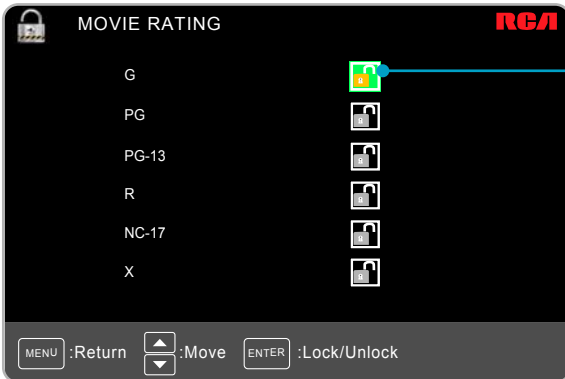 MOVIE RATING RCA
G
PG
PG-13
R
NC-17
X
MENU :Return :Move ENTER :Lock/Unlock